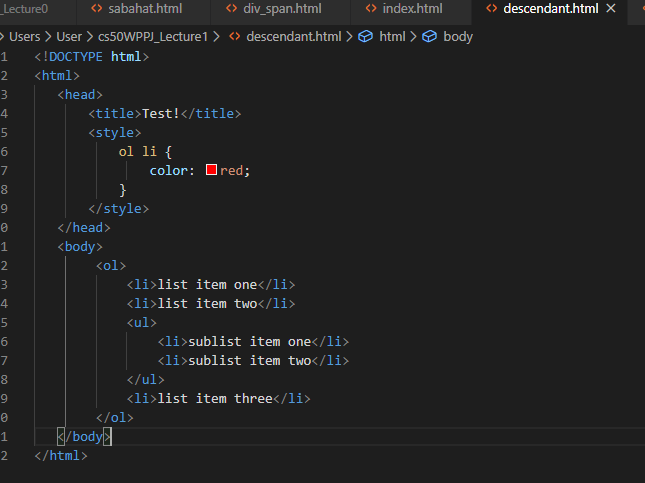 _Lecture0 <> sabahat.html <> div_span.html <> index.html <> descendant.html ×
> Users > User > cs50WPPJ_Lecture1 > <> descendant.html > html > body
1 <!DOCTYPE html>
2 <html>
3 <head>
4 <title>Test!</title>
5 <style>
6 ol li {
7 color: red;
8 }
9 </style>
0 </head>
1 <body>
2 <ol>
3 <li>list item one</li>
4 <li>list item two</li>
5 <ul>
6 <li>sublist item one</li>
7 <li>sublist item two</li>
8 </ul>
9 <li>list item three</li>
0 </ol>
1 </body>
2 </html>